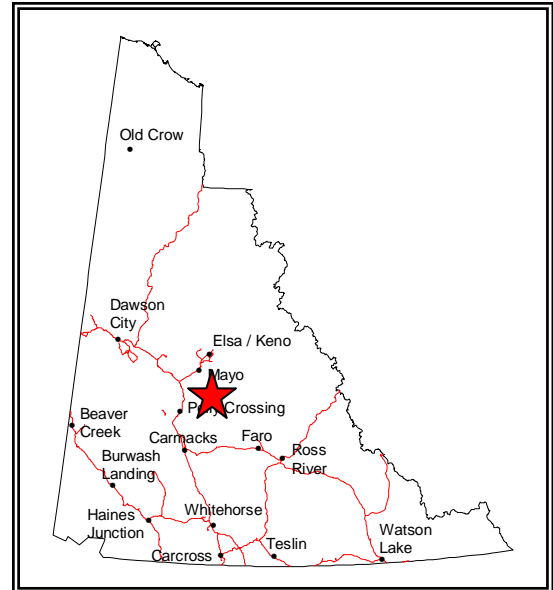 Old Crow
Dawson
City
Elsa / Keno
Mayo
Pelly Crossing
Beaver
Creek
Carmacks
Faro
Ross
River
Burwash
Landing
Haines
Junction
Whitehorse
Carcross
Teslin
Watson
Lake